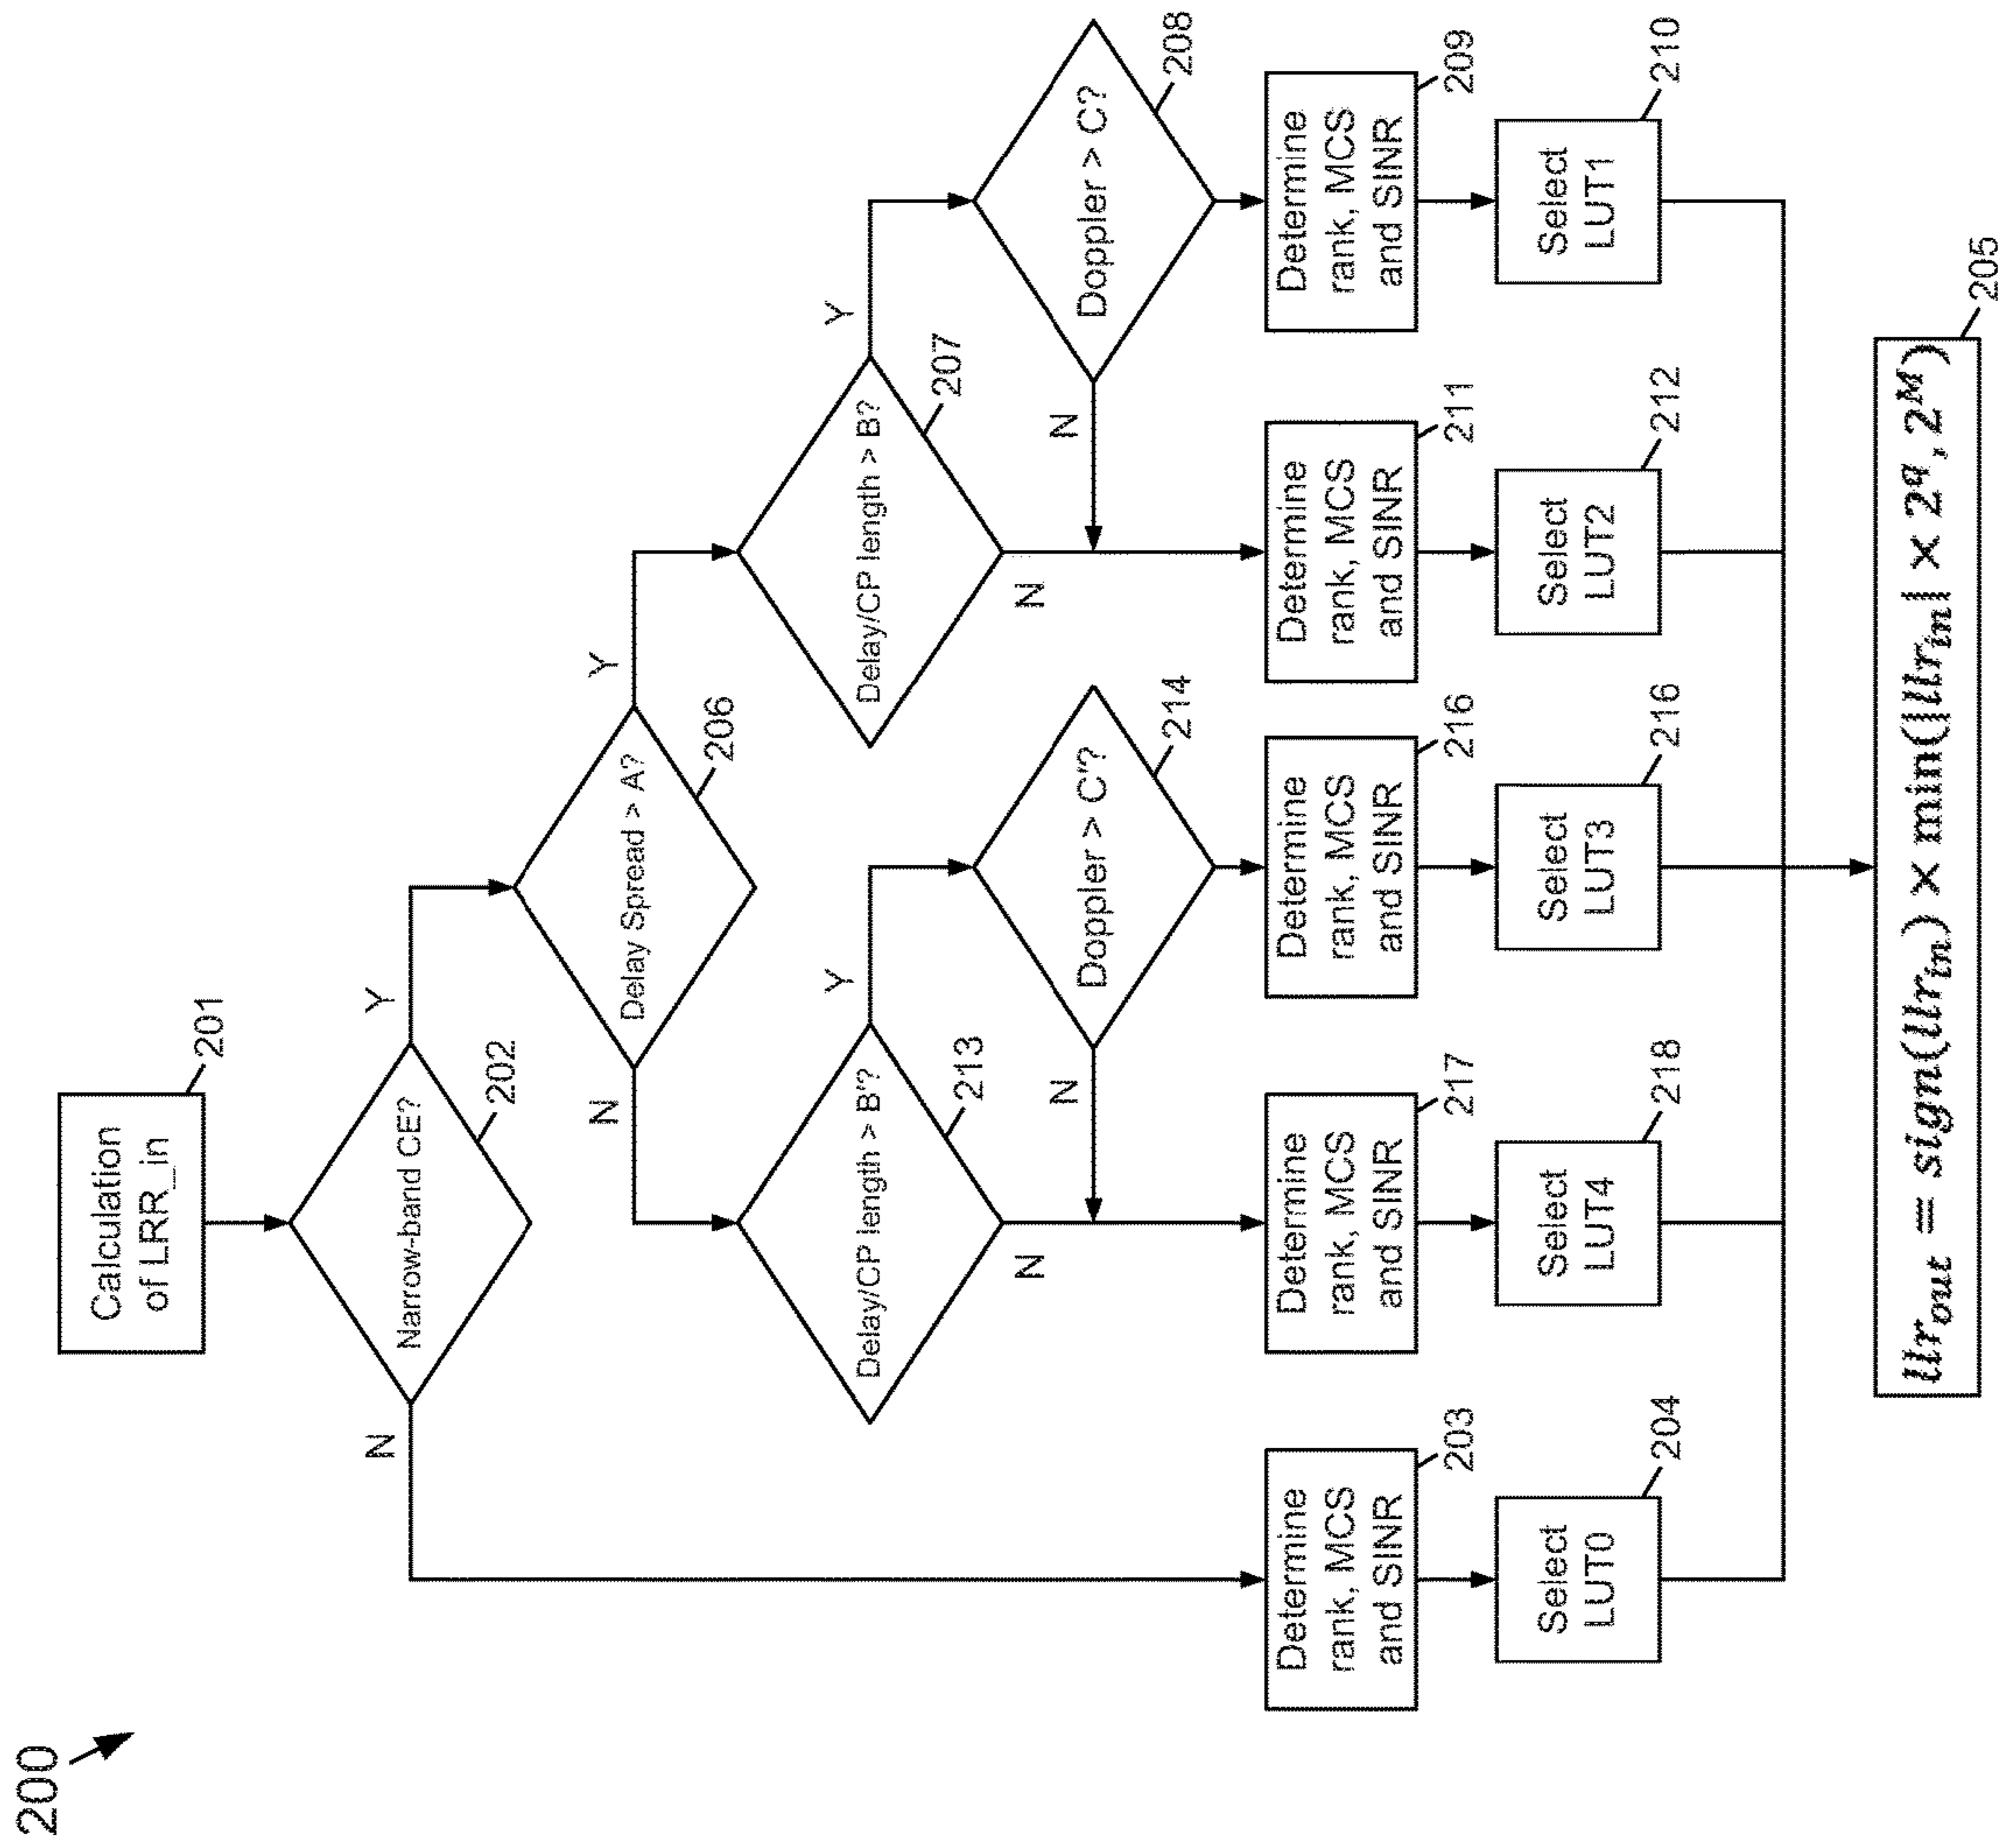 200
Calculation
of LRR_in
201
Narrow-band CE?
202
N
Y
Delay Spread > A?
206
N
Y
Delay/CP length > B'?
213
N
Y
Delay/CP length > B?
207
N
Y
Doppler > C'?
214
N
Doppler > C?
208
N
Determine
rank, MCS
and SINR
203
Determine
rank, MCS
and SINR
217
Determine
rank, MCS
and SINR
216
Determine
rank, MCS
and SINR
211
Determine
rank, MCS
and SINR
209
Select
LUT0
204
Select
LUT4
218
Select
LUT3
216
Select
LUT2
212
Select
LUT1
210
llr_out = sign(llr_in) × min(|llr_in| × 2^q, 2^M)
205